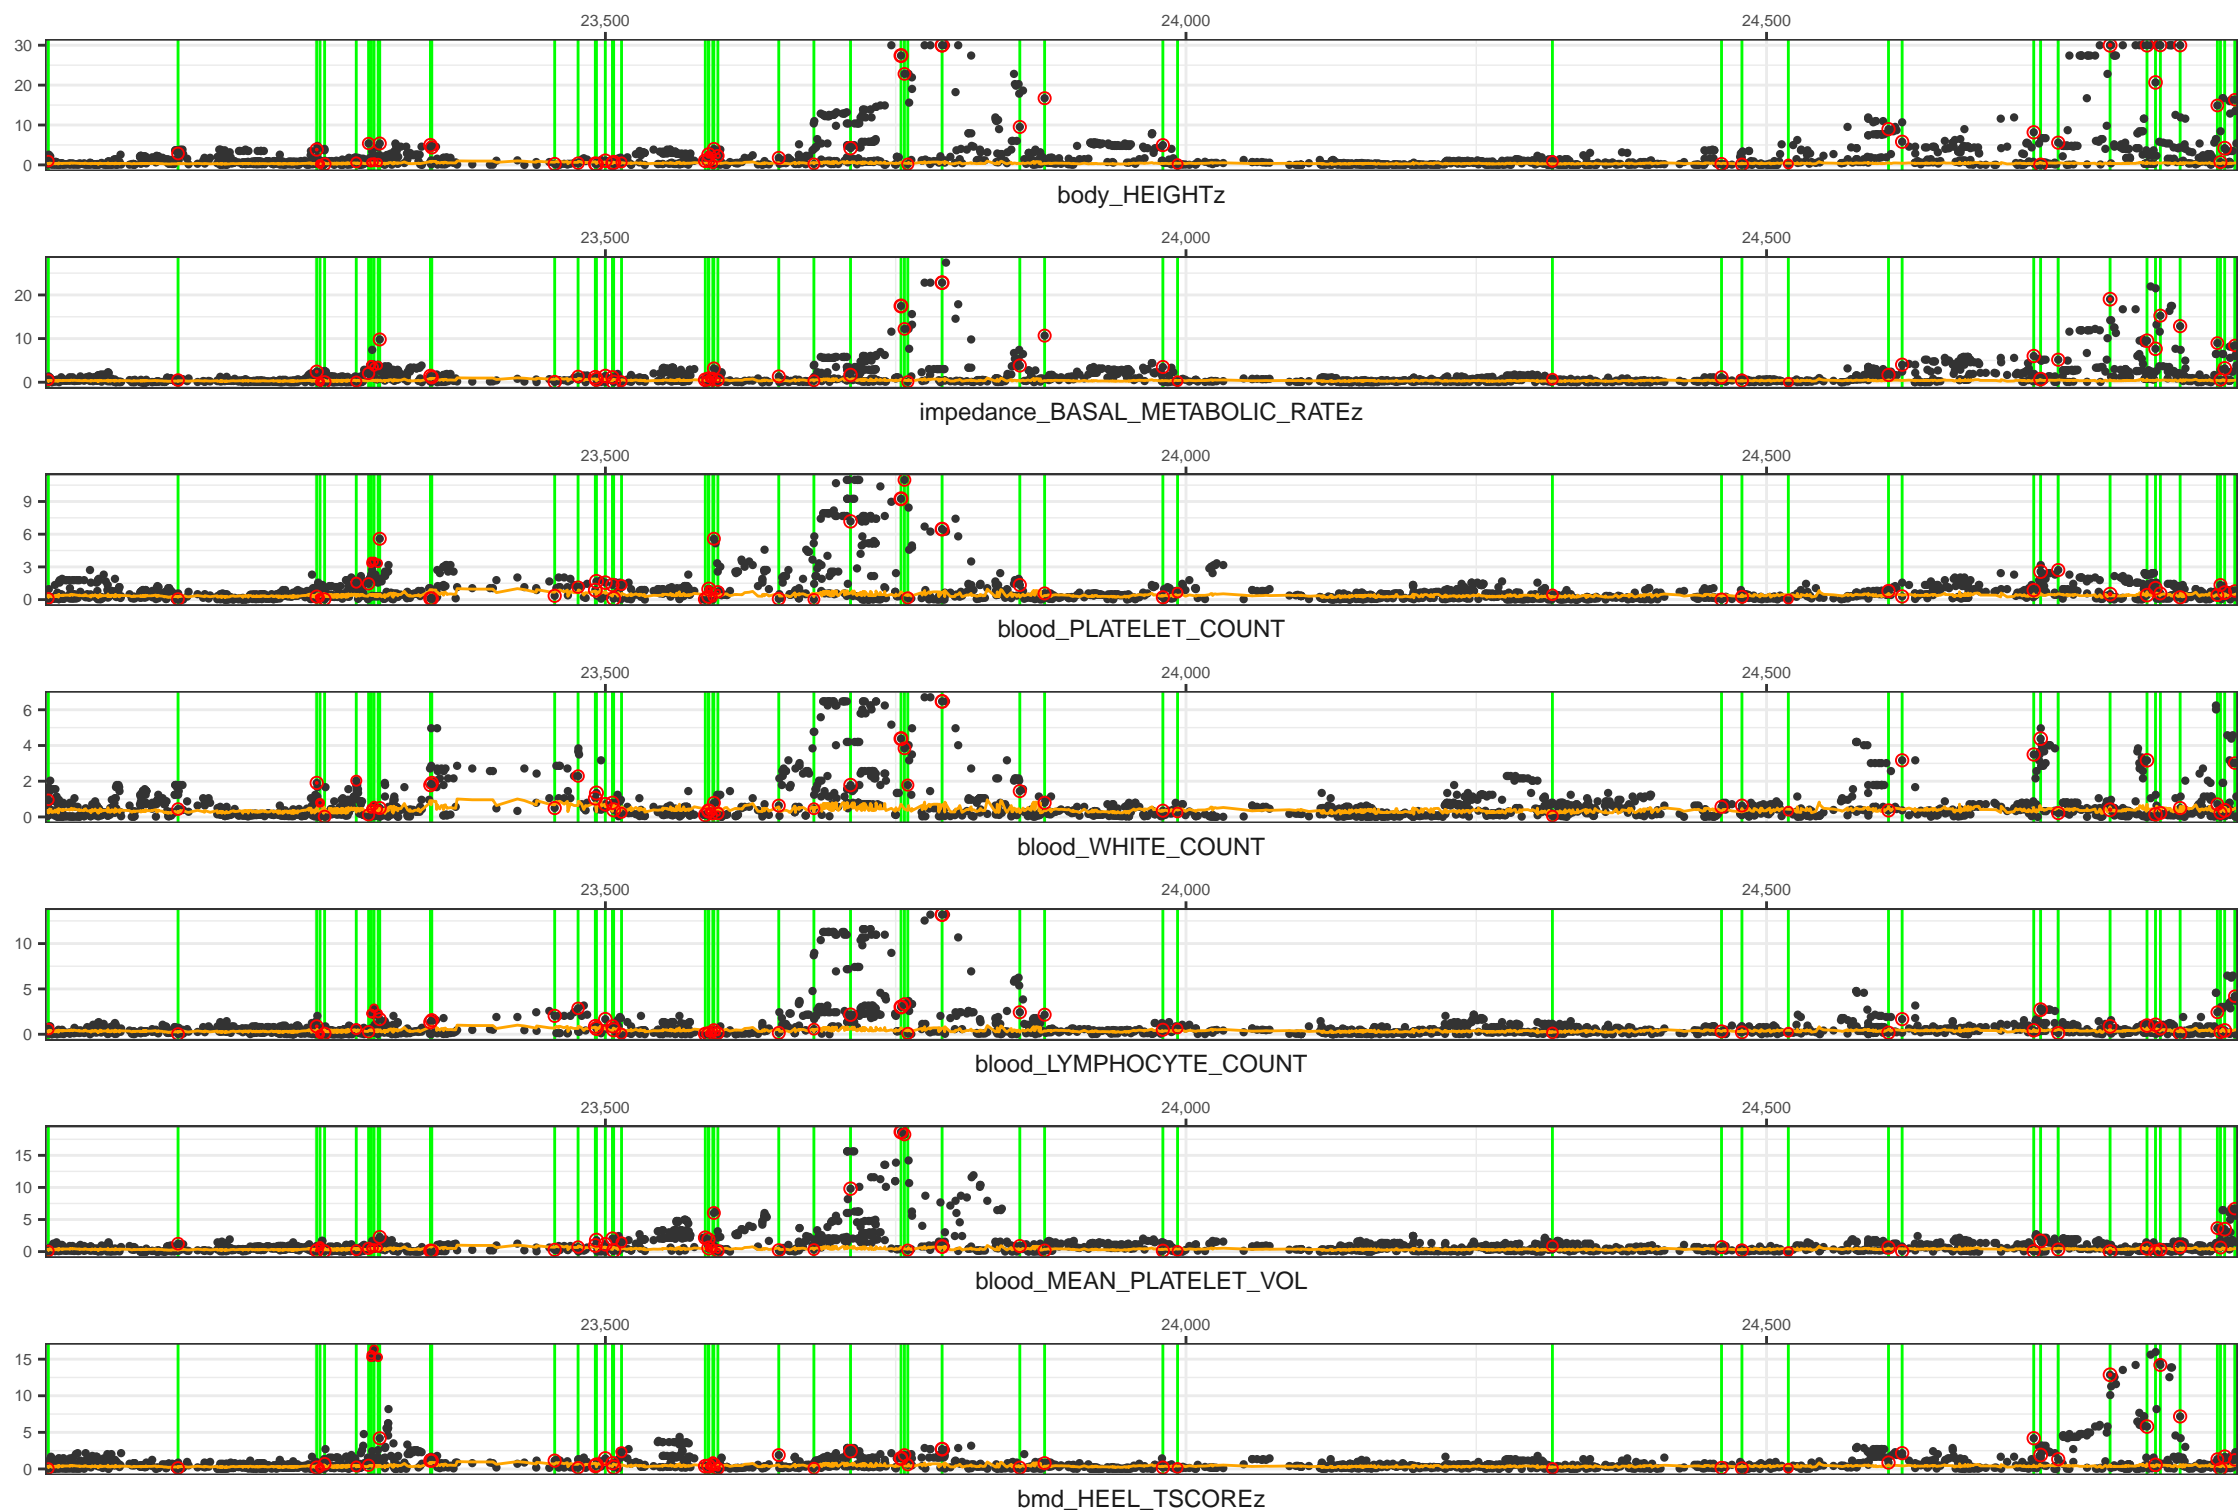 23,500 24,000 24,500
30
20
10
0
body_HEIGHTz
23,500 24,000 24,500
20
10
0
impedance_BASAL_METABOLIC_RATEz
23,500 24,000 24,500
9
6
3
0
blood_PLATELET_COUNT
23,500 24,000 24,500
6
4
2
0
blood_WHITE_COUNT
23,500 24,000 24,500
10
5
0
blood_LYMPHOCYTE_COUNT
23,500 24,000 24,500
15
10
5
0
blood_MEAN_PLATELET_VOL
23,500 24,000 24,500
15
10
5
0
bmd_HEEL_TSCOREz